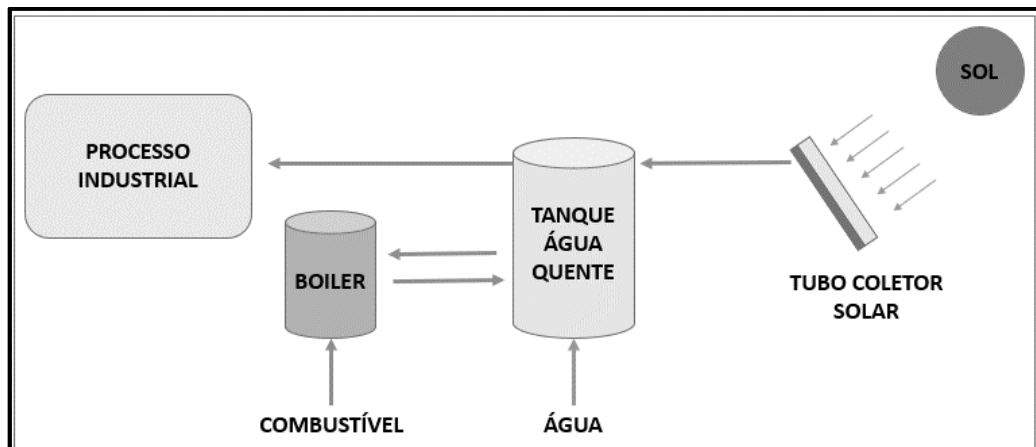 SOL
PROCESSO
INDUSTRIAL
TANQUE
ÁGUA
QUENTE
BOILER
TUBO COLETOR
SOLAR
COMBUSTÍVEL
ÁGUA